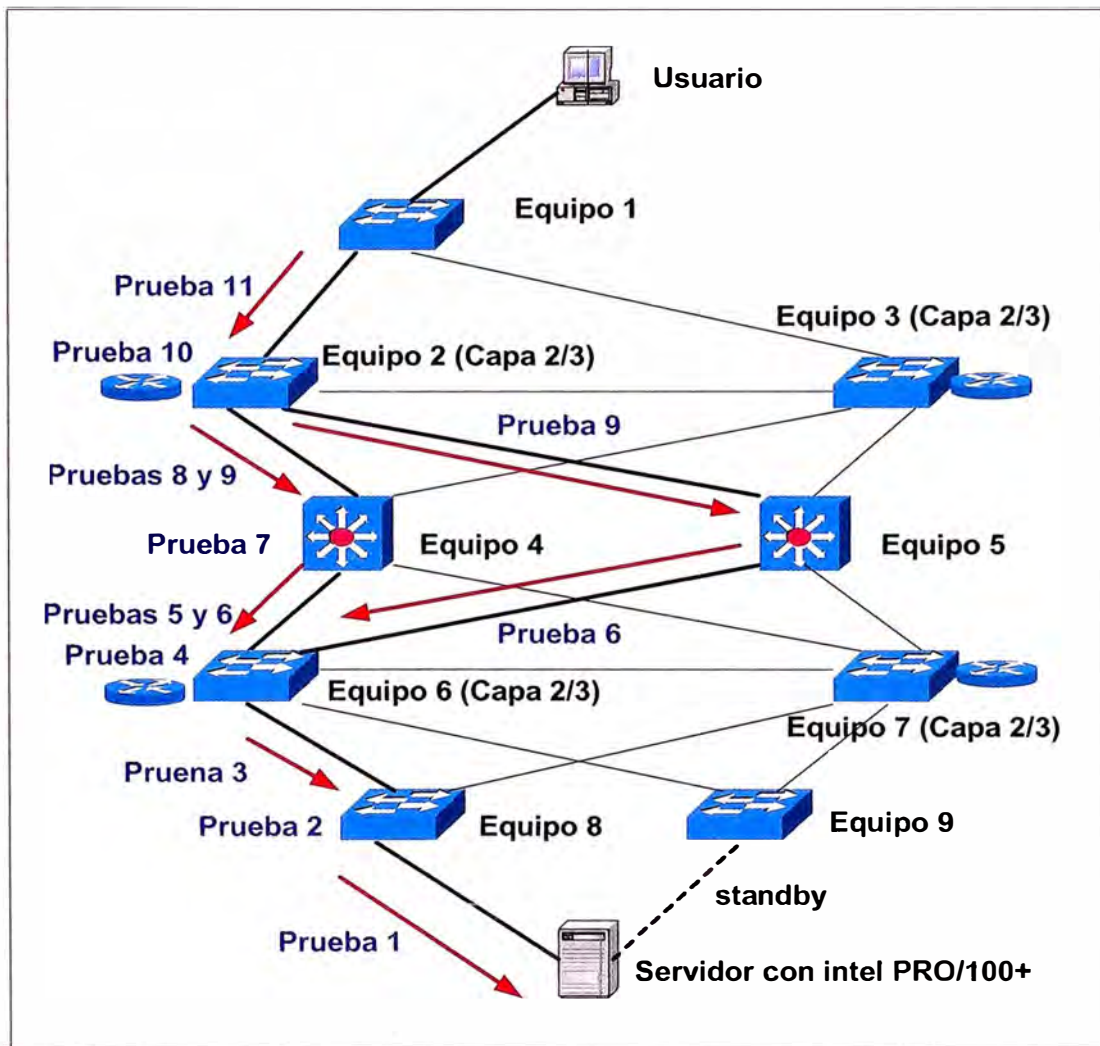 Usuario
Equipo 1
Prueba 11
Equipo 3 (Capa 2/3)
Prueba 10
Equipo 2 (Capa 2/3)
Prueba 9
Pruebas 8 y 9
Prueba 7
Equipo 4
Equipo 5
Pruebas 5 y 6
Prueba 6
Prueba 4
Equipo 6 (Capa 2/3)
Equipo 7 (Capa 2/3)
Pruena 3
Prueba 2
Equipo 8
Equipo 9
standby
Prueba 1
Servidor con intel PRO/100+